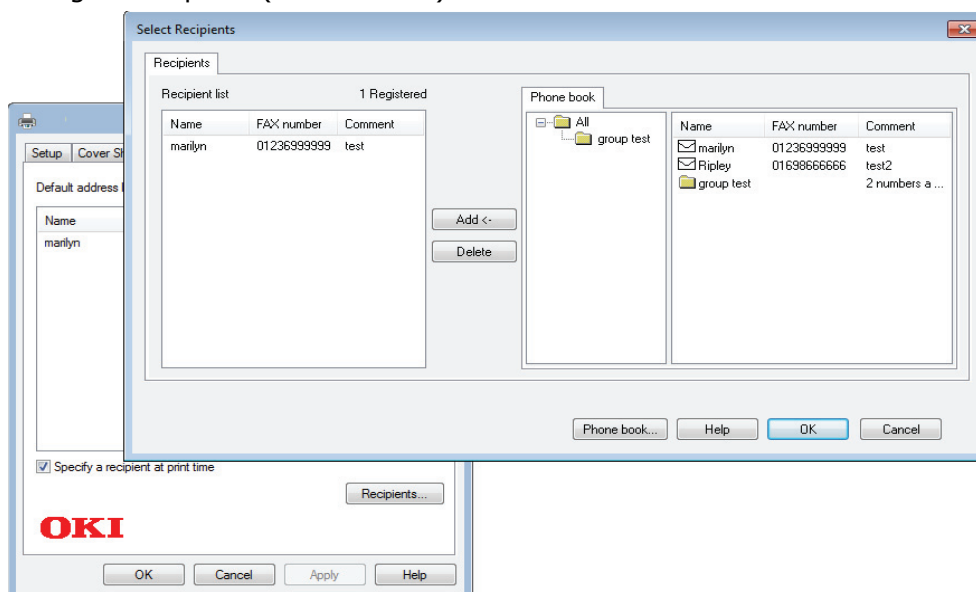 Select Recipients
Recipients
Recipient list 1 Registered
Name FAX number Comment
marilyn 01236999999 test
Add <-
Delete
Phone book
All
group test
Name FAX number Comment
marilyn 01236999999 test
Ripley 01698666666 test2
group test 2 numbers a ...
Phone book... Help OK Cancel
Setup Cover Sh
Default address
Name
marilyn
Specify a recipient at print time
Recipients...
OKI
OK Cancel Apply Help